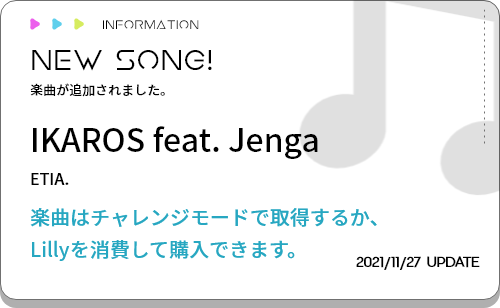 INFORMATION
NEW SONG!
楽曲が追加されました。
IKAROS feat. Jenga
ETIA.
楽曲はチャレンジモードで取得するか、
Lillyを消費して購入できます。
2021/11/27 UPDATE